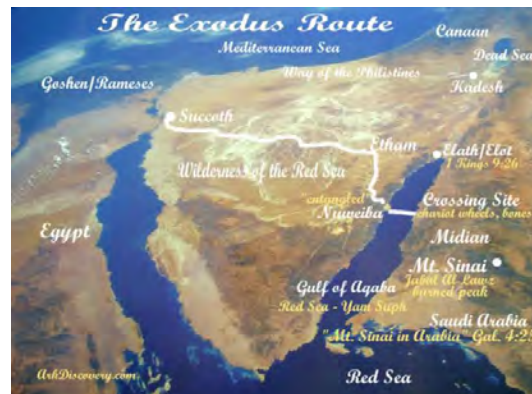 The Exodus Route
Mediterranean Sea
Canaan
Dead Sea
Way of the Philistines
Kadesh
Goshen/Rameses
Succoth
Etham
Elath/Elot
1 Kings 9:26
Wilderness of the Red Sea
entangled
Nuweiba
Crossing Site
chariot wheels, bones
Egypt
Midian
Mt. Sinai
Jabal Al-Lawz
burned peak
Gulf of Aqaba
Red Sea - Yam Suph
Saudi Arabia
"Mt. Sinai in Arabia" Gal. 4:25
ArkDiscovery.com
Red Sea